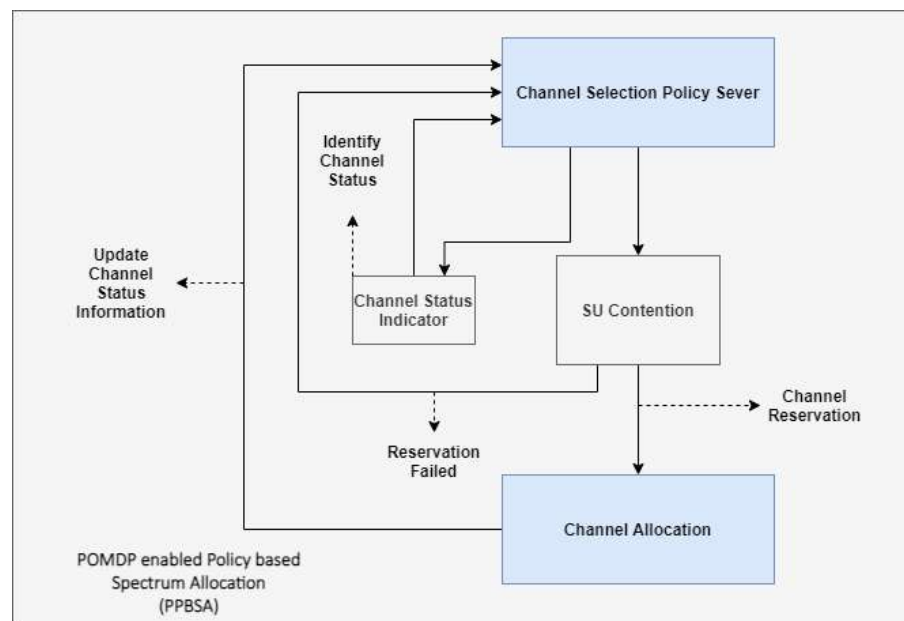 Channel Selection Policy Sever
Identify
Channel
Status
Update
Channel
Status
Information
Channel Status
Indicator
SU Contention
Channel
Reservation
Reservation
Failed
Channel Allocation
POMDP enabled Policy based
Spectrum Allocation
(PPBSA)